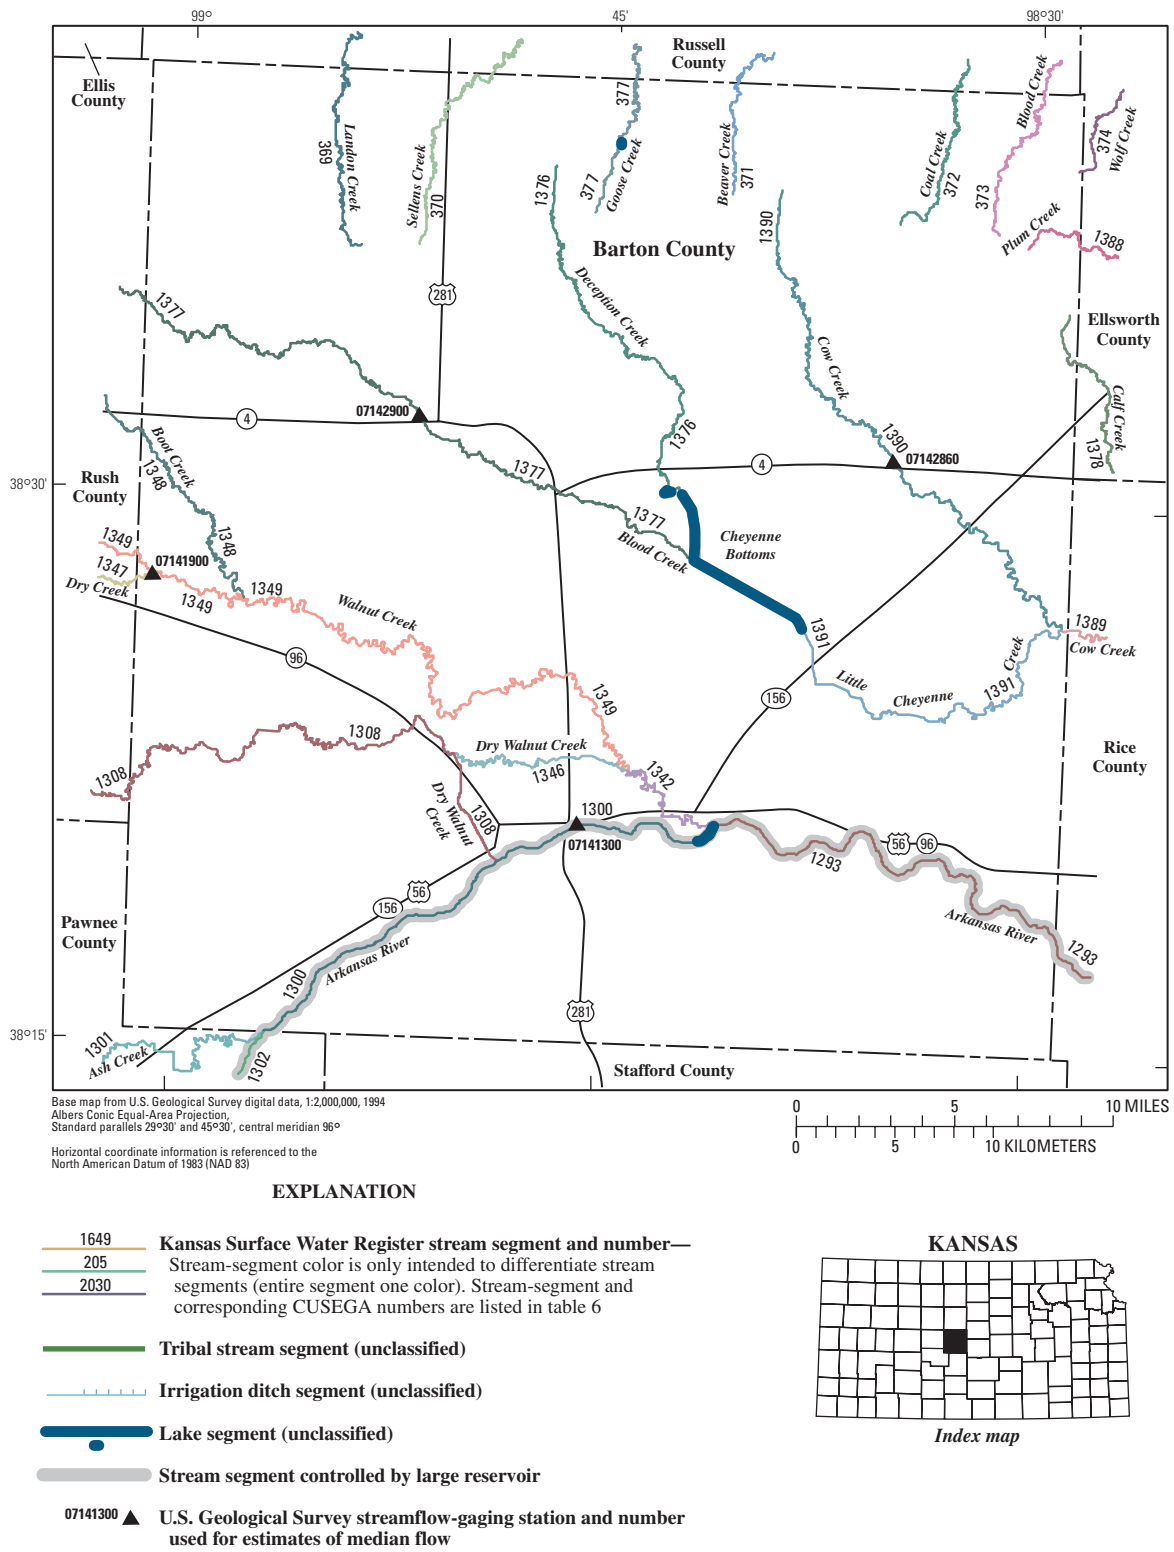 99°
45'
98°30'
Ellis
County
Russell
County
369
Landon Creek
Sellens Creek
370
377
377
Goose Creek
Beaver Creek
371
Coal Creek
372
Blood Creek
373
374
Wolf Creek
Plum Creek
1388
1376
1390
Barton County
281
1377
Deception Creek
Cow Creek
Ellsworth
County
Calf Creek
1378
07142900
4
1376
1390
07142860
4
Boot Creek
1348
Rush
County
38°30'
1377
1377
Blood Creek
Cheyenne
Bottoms
1349
1348
07141900
1347
Dry Creek
1349
1349
Walnut Creek
1391
1389
Cow Creek
Little
Cheyenne
Creek
1391
96
156
1349
1308
1308
Dry Walnut Creek
1346
1342
Rice
County
Dry Walnut
Creek
1308
1300
07141300
56
96
1293
56
156
Pawnee
County
Arkansas River
1300
Arkansas River
1293
281
38°15'
1301
Ash Creek
1302
Stafford County
Base map from U.S. Geological Survey digital data, 1:2,000,000, 1994
Albers Conic Equal-Area Projection,
Standard parallels 29°30' and 45°30', central meridian 96°
Horizontal coordinate information is referenced to the
North American Datum of 1983 (NAD 83)
0 5 10 MILES
0 5 10 KILOMETERS
EXPLANATION
1649
205
2030
Kansas Surface Water Register stream segment and number—
Stream-segment color is only intended to differentiate stream
segments (entire segment one color). Stream-segment and
corresponding CUSEGA numbers are listed in table 6
Tribal stream segment (unclassified)
Irrigation ditch segment (unclassified)
Lake segment (unclassified)
Stream segment controlled by large reservoir
07141300
U.S. Geological Survey streamflow-gaging station and number
used for estimates of median flow
KANSAS
Index map